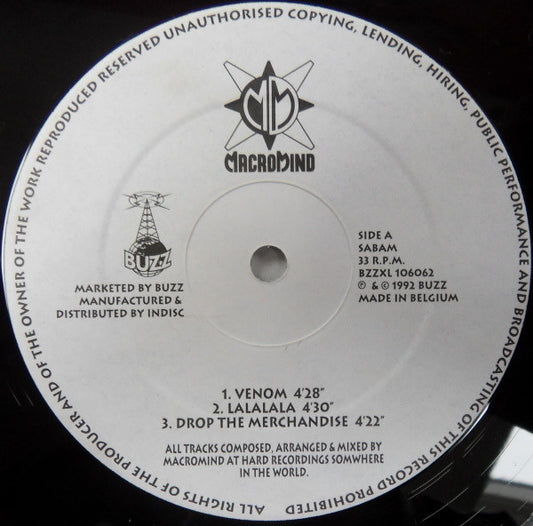 ALL RIGHTS OF THE PRODUCER AND OF THE OWNER OF THE WORK REPRODUCED RESERVED UNAUTHORISED COPYING, LENDING, HIRING, PUBLIC PERFORMANCE AND BROADCASTING OF THIS RECORD PROHIBITED
MM
MACROMIND
BUZZ
MARKETED BY BUZZ
MANUFACTURED &
DISTRIBUTED BY INDISC
SIDE A
SABAM
33 R.P.M.
BZZXL 106062
℗ & © 1992 BUZZ
MADE IN BELGIUM
1. VENOM 4'28"
2. LALALALA 4'30"
3. DROP THE MERCHANDISE 4'22"
ALL TRACKS COMPOSED, ARRANGED & MIXED BY
MACROMIND AT HARD RECORDINGS SOMWHERE
IN THE WORLD.